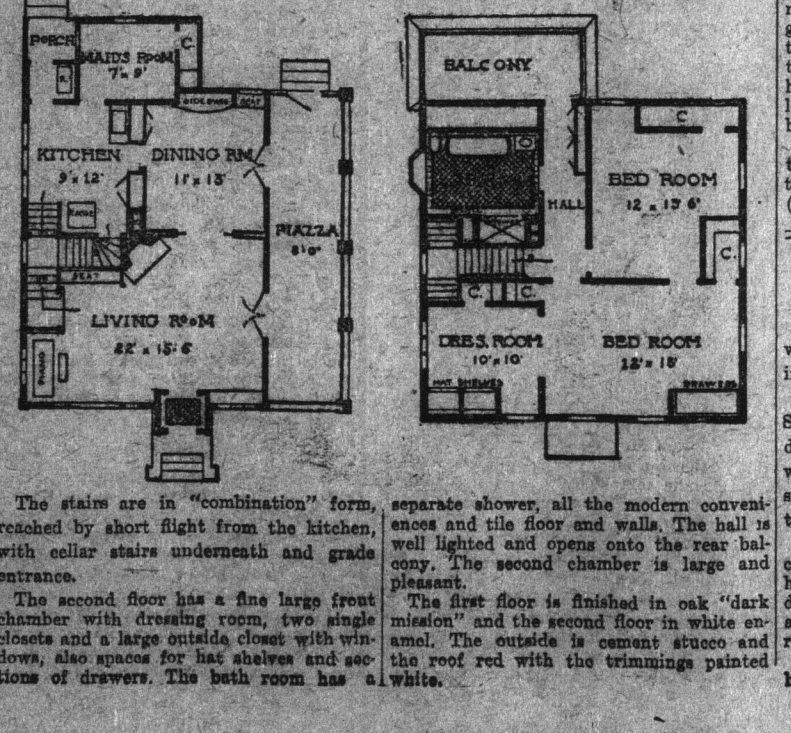 PORCH
MAID'S ROOM
7' x 9'
C.
R.
SIDEBOARD
SEAT
KITCHEN
9' x 12'
DINING RM.
11' x 13'
RANGE
PIAZZA
8'0"
SEAT
LIVING ROOM
22' x 13'6"
PIANO
BALCONY
C
BED ROOM
12 x 13'6"
HALL
C.
C.
C.
DRES. ROOM
10' x 10'
BED ROOM
12' x 15'
HAT SHELVES
DRAWERS
The stairs are in "combination" form,
reached by short flight from the kitchen,
with cellar stairs underneath and grade
entrance.
The second floor has a fine large front
chamber with dressing room, two single
closets and a large outside closet with win-
dows, also spaces for hat shelves and sec-
tions of drawers. The bath room has a
separate shower, all the modern conveni-
ences and tile floor and walls. The hall is
well lighted and opens onto the rear bal-
cony. The second chamber is large and
pleasant.
The first floor is finished in oak "dark
mission" and the second floor in white en-
amel. The outside is cement stucco and
the roof red with the trimmings painted
white.